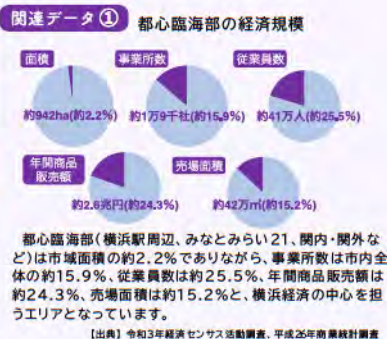 関連データ① 都心臨海部の経済規模
面積
事業所数
従業員数
約942ha(約2.2%)
約1万9千社(約15.9%)
約41万人(約25.5%)
年間商品
販売額
売場面積
約2.6兆円(約24.3%)
約42万㎡(約15.2%)
都心臨海部(横浜駅周辺、みなとみらい21、関内・関外な
ど)は市域面積の約2.2%でありながら、事業所数は市内全
体の約15.9%、従業員数は約25.5%、年間商品販売額は
約24.3%、売場面積は約15.2%と、横浜経済の中心を担
うエリアとなっています。
【出典】 令和3年経済センサス活動調査、平成26年商業統計調査